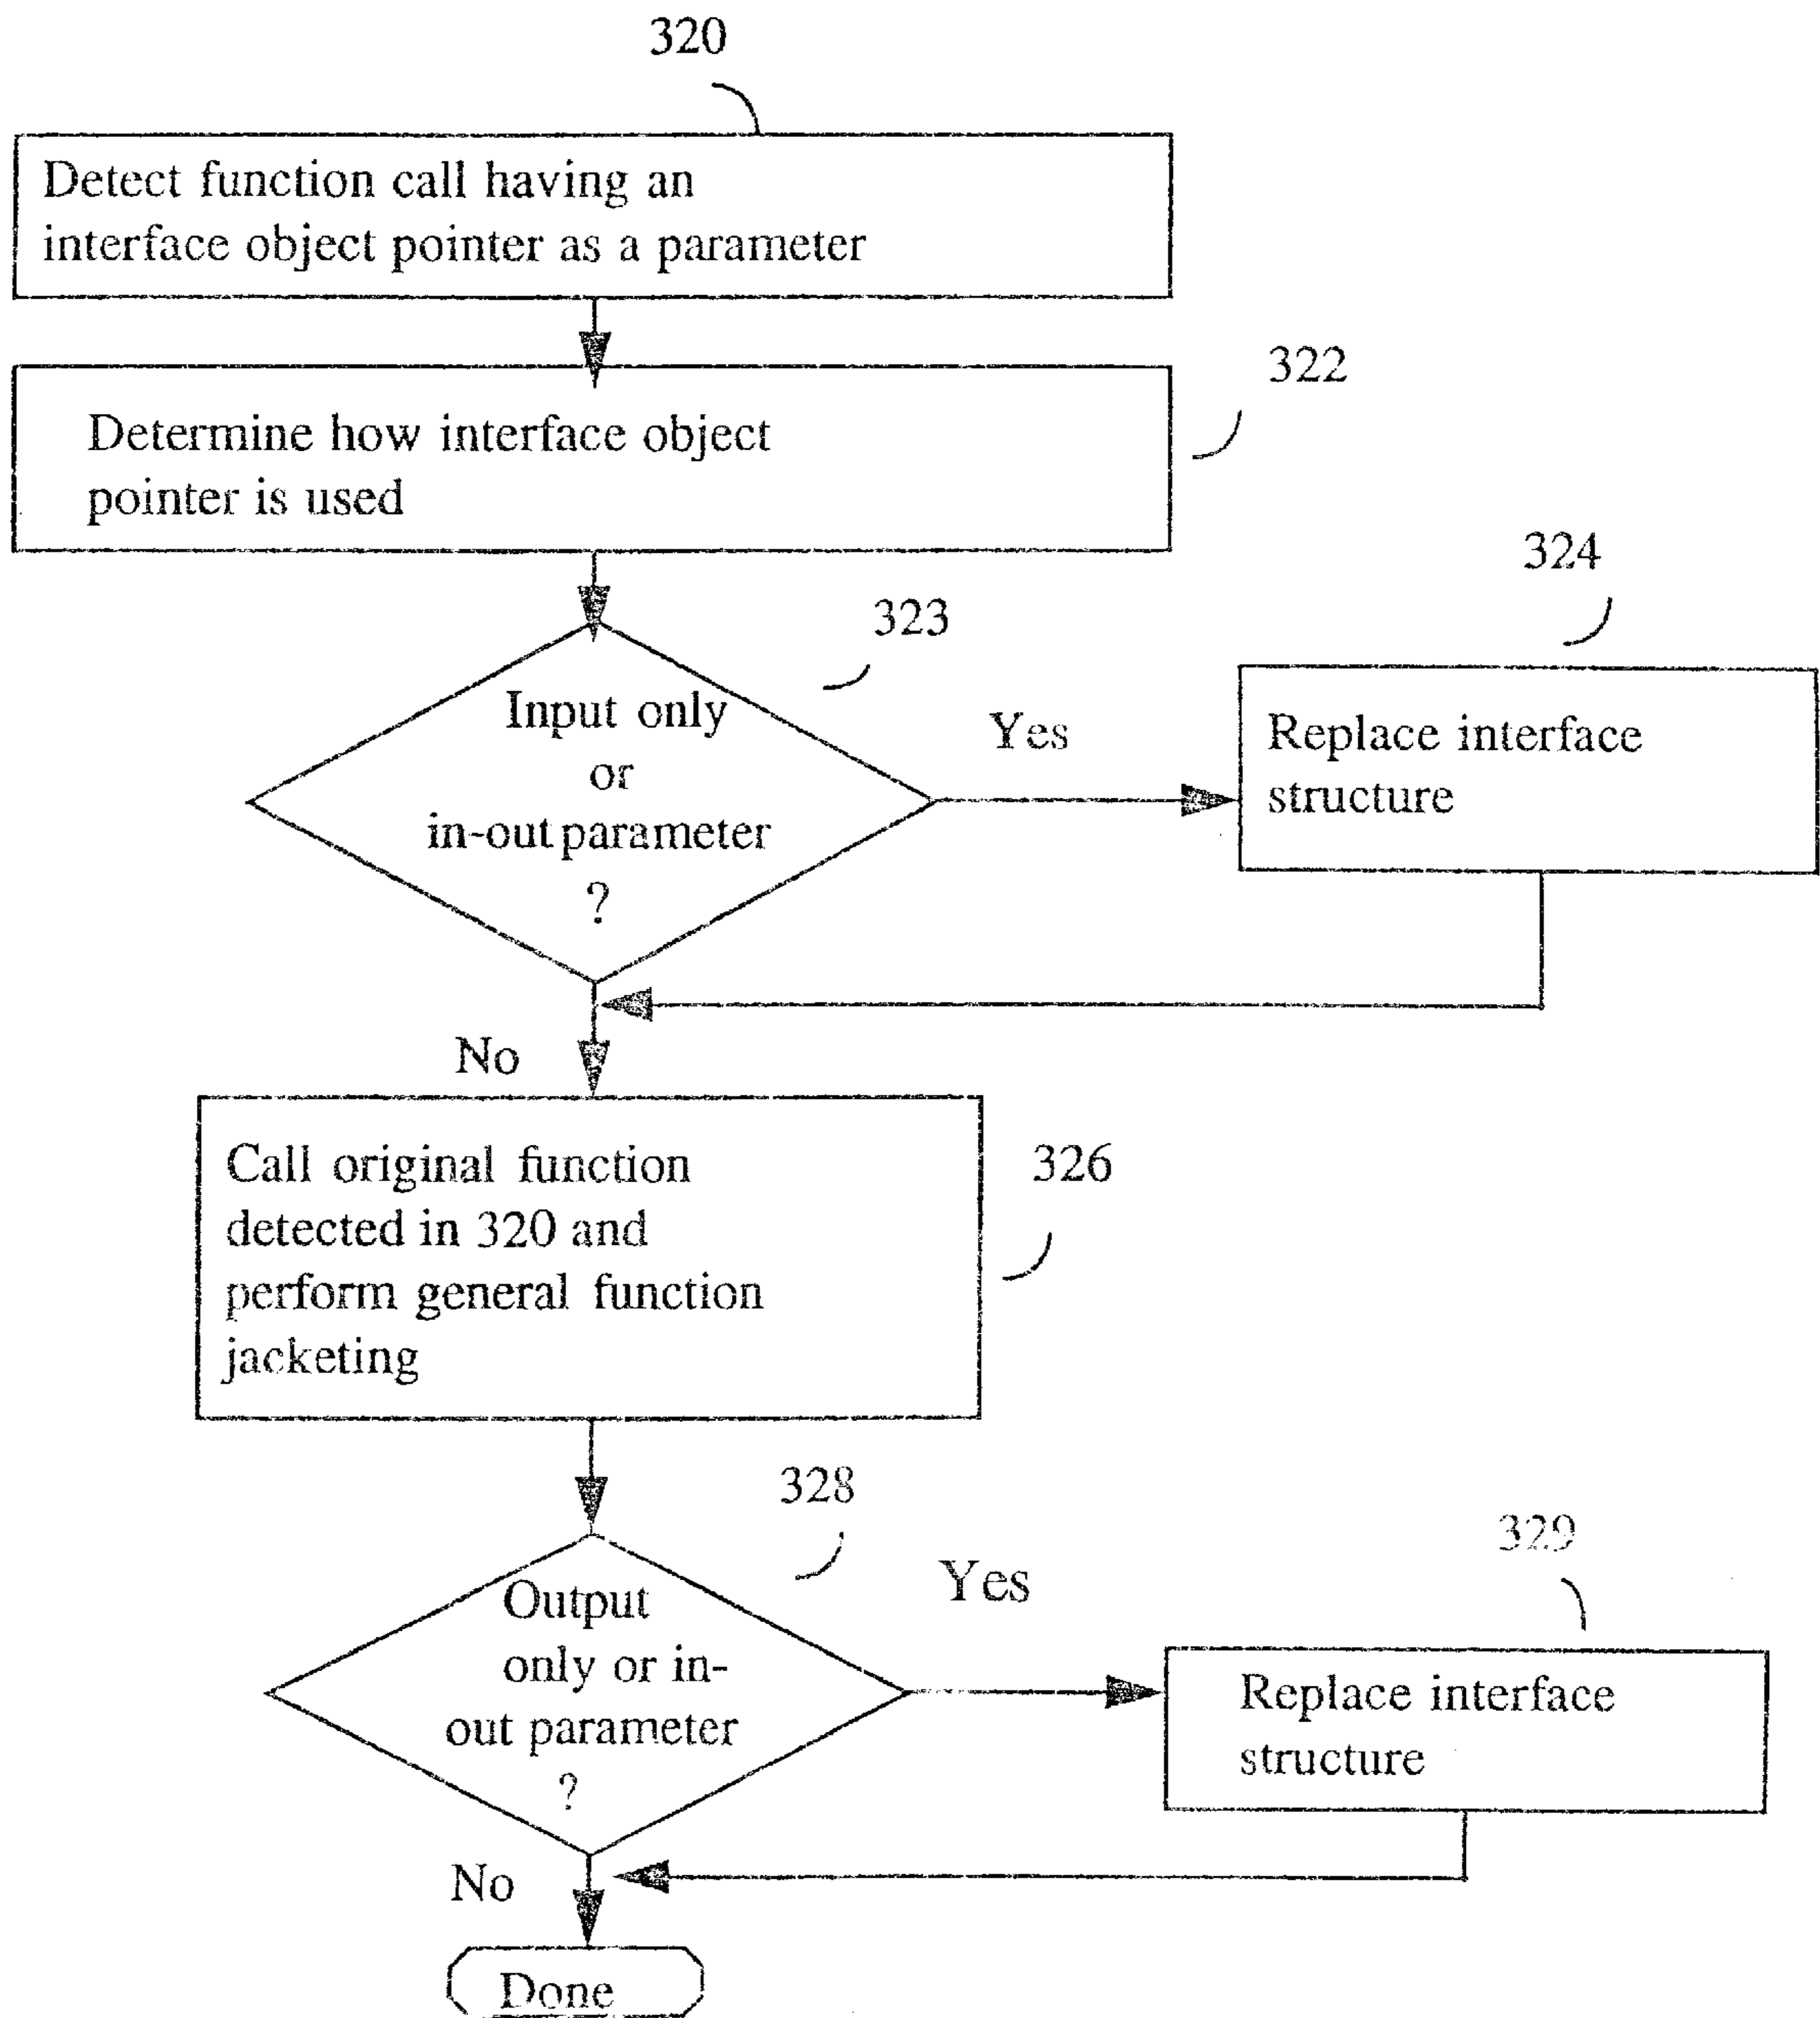 320
Detect function call having an
interface object pointer as a parameter
322
Determine how interface object
pointer is used
323
Input only
or
in-out parameter
?
Yes
324
Replace interface
structure
No
326
Call original function
detected in 320 and
perform general function
jacketing
328
Output
only or in-
out parameter
?
Yes
329
Replace interface
structure
No
Done